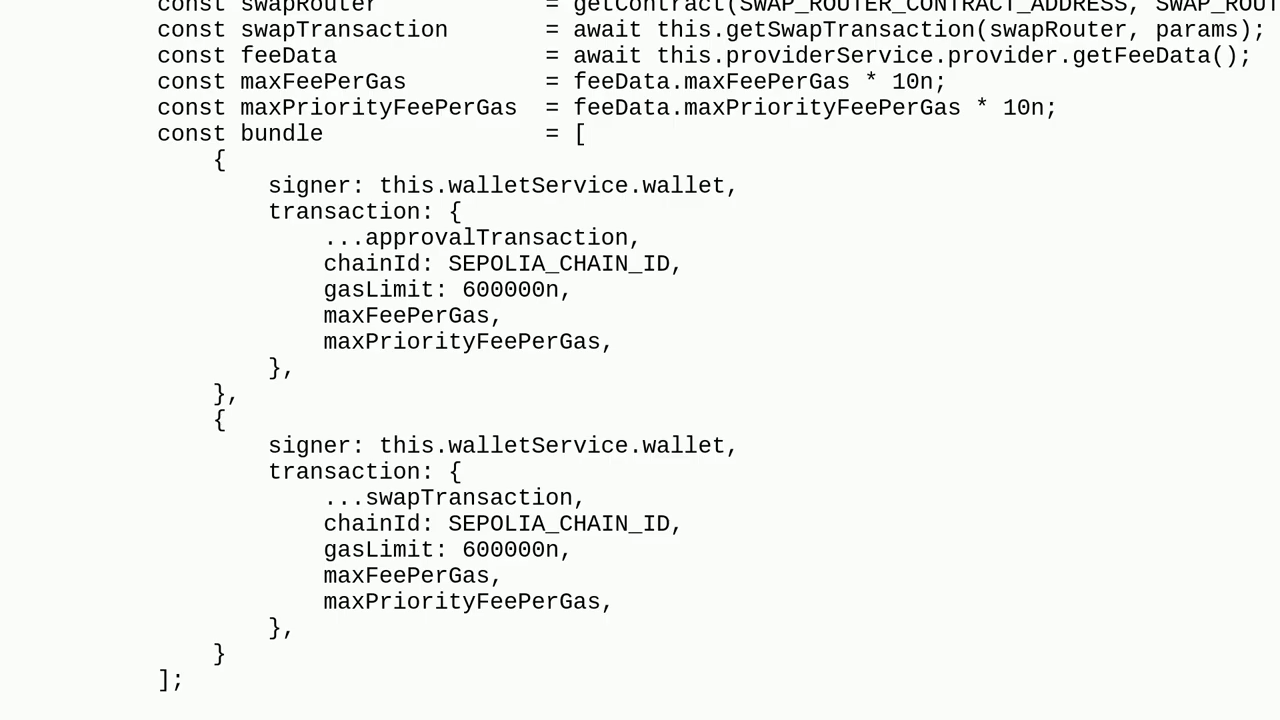 const swapRouter = getContract(SWAP_ROUTER_CONTRACT_ADDRESS, SWAP_ROUT
const swapTransaction = await this.getSwapTransaction(swapRouter, params);
const feeData = await this.providerService.provider.getFeeData();
const maxFeePerGas = feeData.maxFeePerGas * 10n;
const maxPriorityFeePerGas = feeData.maxPriorityFeePerGas * 10n;
const bundle = [
{
signer: this.walletService.wallet,
transaction: {
...approvalTransaction,
chainId: SEPOLIA_CHAIN_ID,
gasLimit: 600000n,
maxFeePerGas,
maxPriorityFeePerGas,
},
},
{
signer: this.walletService.wallet,
transaction: {
...swapTransaction,
chainId: SEPOLIA_CHAIN_ID,
gasLimit: 600000n,
maxFeePerGas,
maxPriorityFeePerGas,
},
}
];